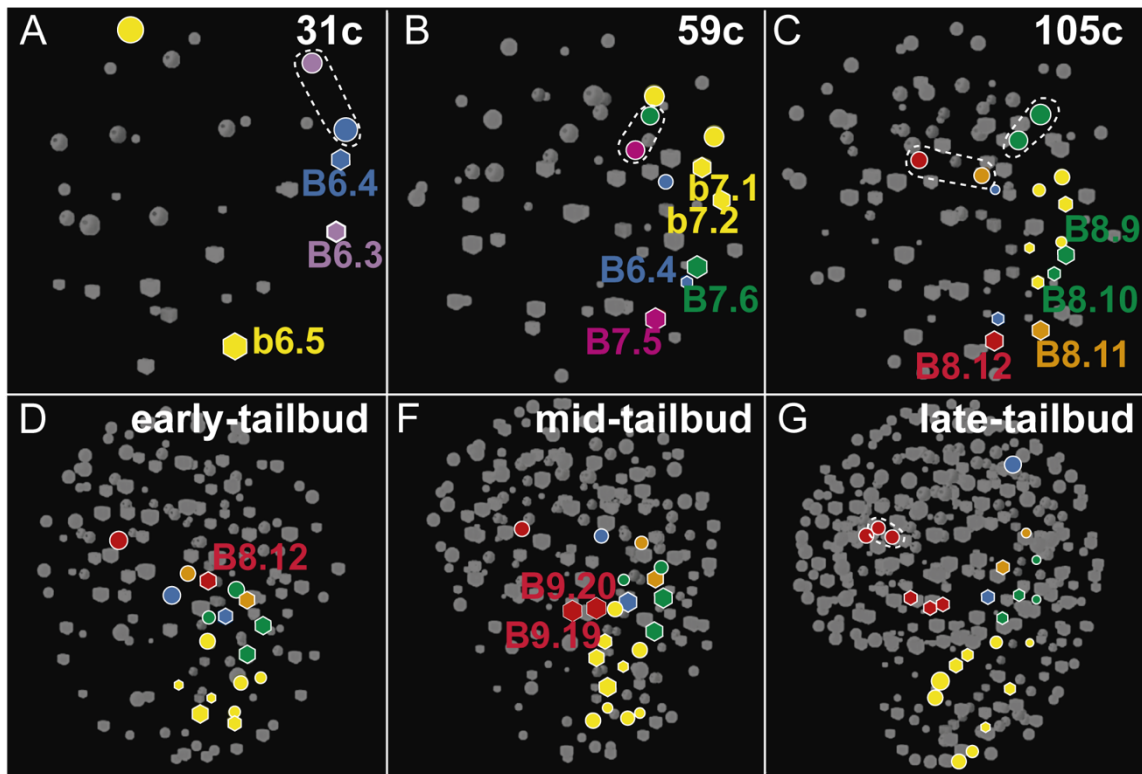 A 31c
B6.4
B6.3
b6.5
B 59c
b7.1
b7.2
B6.4
B7.6
B7.5
C 105c
B8.9
B8.10
B8.11
B8.12
D early-tailbud
B8.12
F mid-tailbud
B9.20
B9.19
G late-tailbud